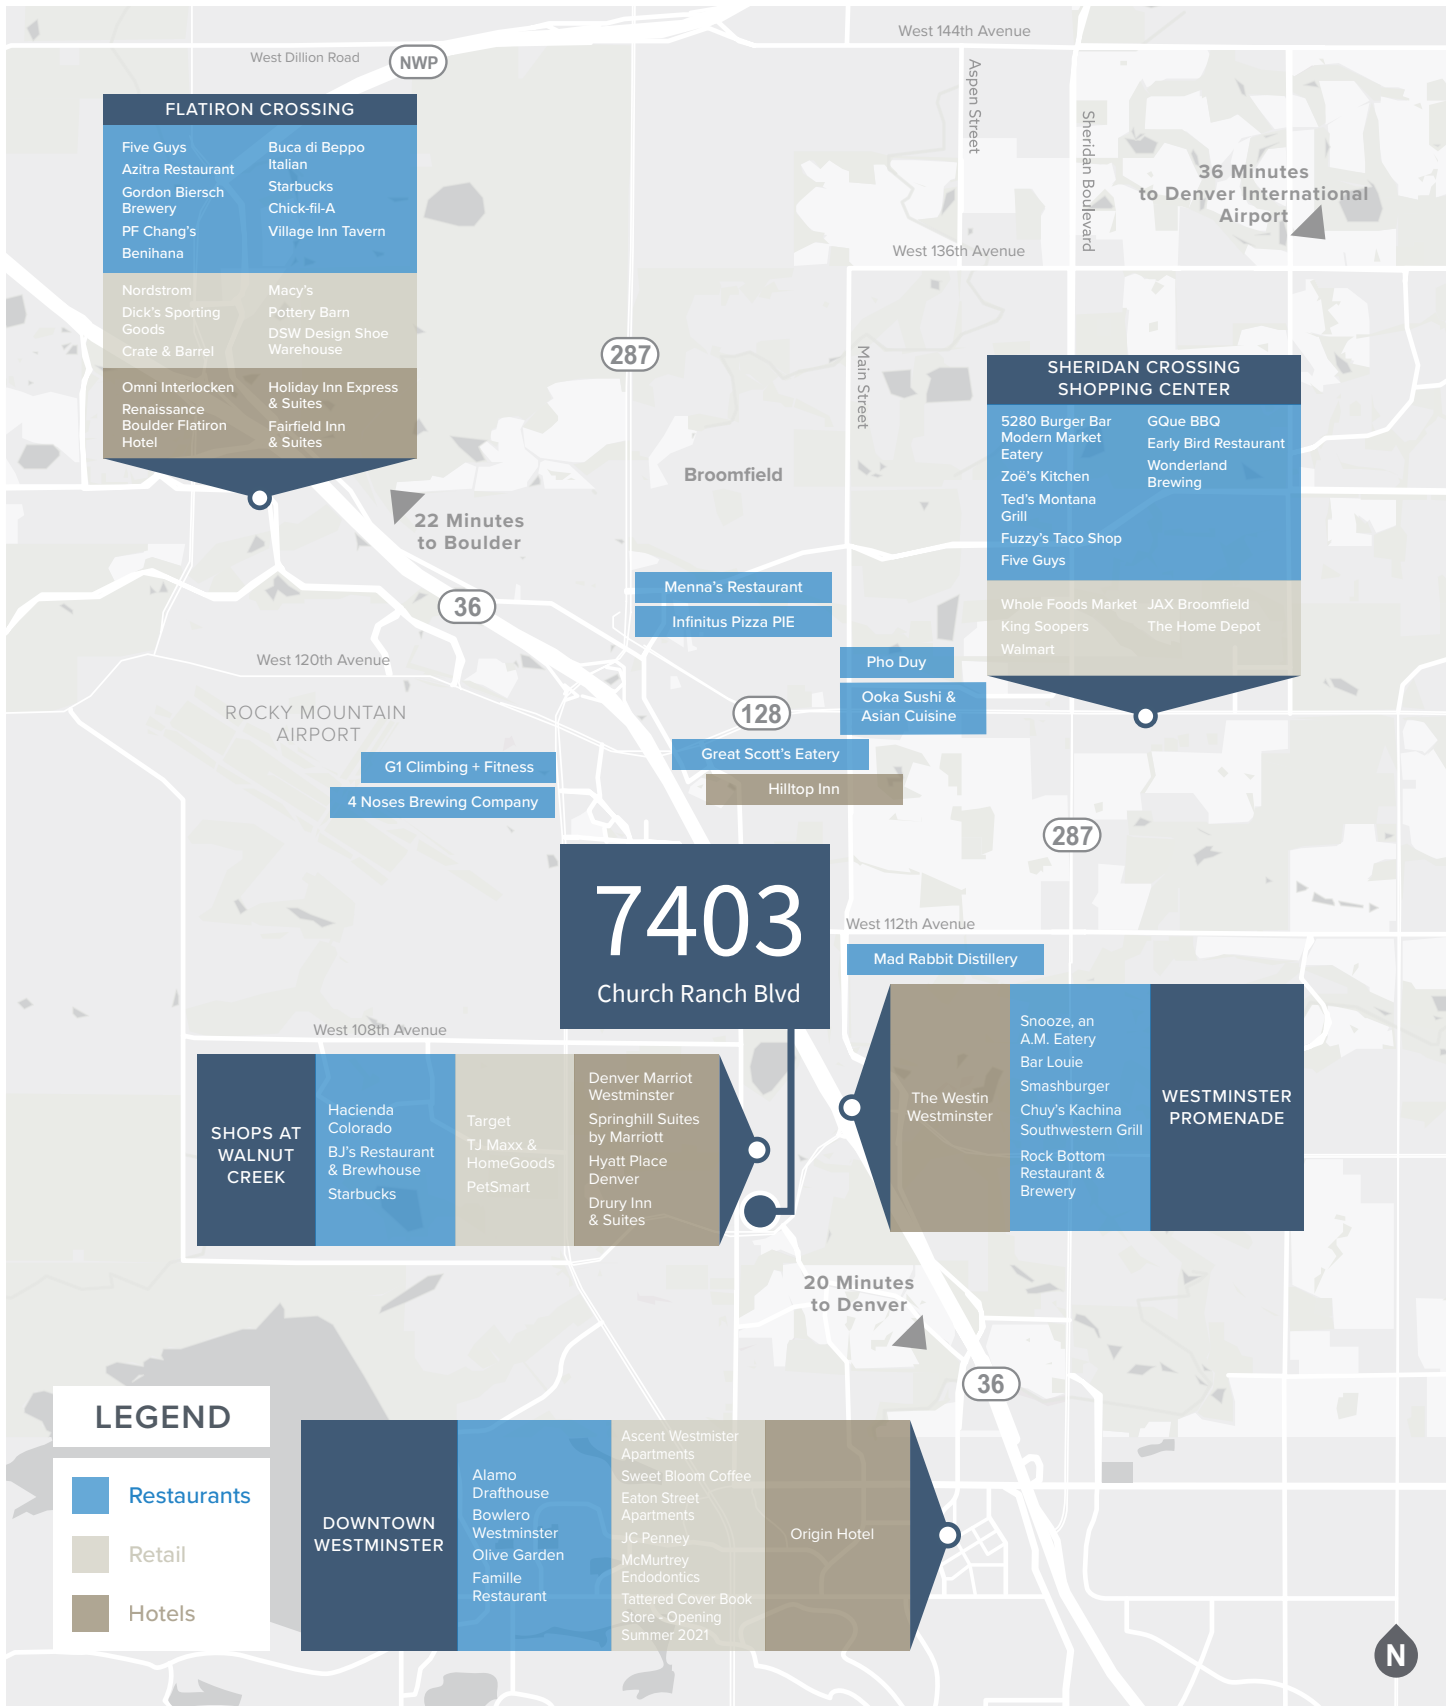 West 144th Avenue
West Dillion Road
NWP
Aspen Street
Sheridan Boulevard
36 Minutes
to Denver International
Airport
West 136th Avenue
FLATIRON CROSSING
Five Guys
Azitra Restaurant
Gordon Biersch
Brewery
PF Chang's
Benihana
Buca di Beppo
Italian
Starbucks
Chick-fil-A
Village Inn Tavern
Nordstrom
Dick's Sporting
Goods
Crate & Barrel
Macy's
Pottery Barn
DSW Design Shoe
Warehouse
Omni Interlocken
Renaissance
Boulder Flatiron
Hotel
Holiday Inn Express
& Suites
Fairfield Inn
& Suites
287
Main Street
SHERIDAN CROSSING
SHOPPING CENTER
5280 Burger Bar
Modern Market
Eatery
Zoë's Kitchen
Ted's Montana
Grill
Fuzzy's Taco Shop
Five Guys
GQue BBQ
Early Bird Restaurant
Wonderland
Brewing
Whole Foods Market
King Soopers
Walmart
JAX Broomfield
The Home Depot
Broomfield
22 Minutes
to Boulder
36
Menna's Restaurant
Infinitus Pizza PIE
West 120th Avenue
Pho Duy
Ooka Sushi &
Asian Cuisine
ROCKY MOUNTAIN
AIRPORT
128
Great Scott's Eatery
Hilltop Inn
G1 Climbing + Fitness
4 Noses Brewing Company
287
7403
Church Ranch Blvd
West 112th Avenue
Mad Rabbit Distillery
West 108th Avenue
SHOPS AT
WALNUT
CREEK
Hacienda
Colorado
BJ's Restaurant
& Brewhouse
Starbucks
Target
TJ Maxx &
HomeGoods
PetSmart
Denver Marriot
Westminster
Springhill Suites
by Marriott
Hyatt Place
Denver
Drury Inn
& Suites
The Westin
Westminster
Snooze, an
A.M. Eatery
Bar Louie
Smashburger
Chuy's Kachina
Southwestern Grill
Rock Bottom
Restaurant &
Brewery
WESTMINSTER
PROMENADE
20 Minutes
to Denver
36
LEGEND
Restaurants
Retail
Hotels
DOWNTOWN
WESTMINSTER
Alamo
Drafthouse
Bowlero
Westminster
Olive Garden
Famille
Restaurant
Ascent Westmister
Apartments
Sweet Bloom Coffee
Eaton Street
Apartments
JC Penney
McMurtrey
Endodontics
Tattered Cover Book
Store - Opening
Summer 2021
Origin Hotel
N